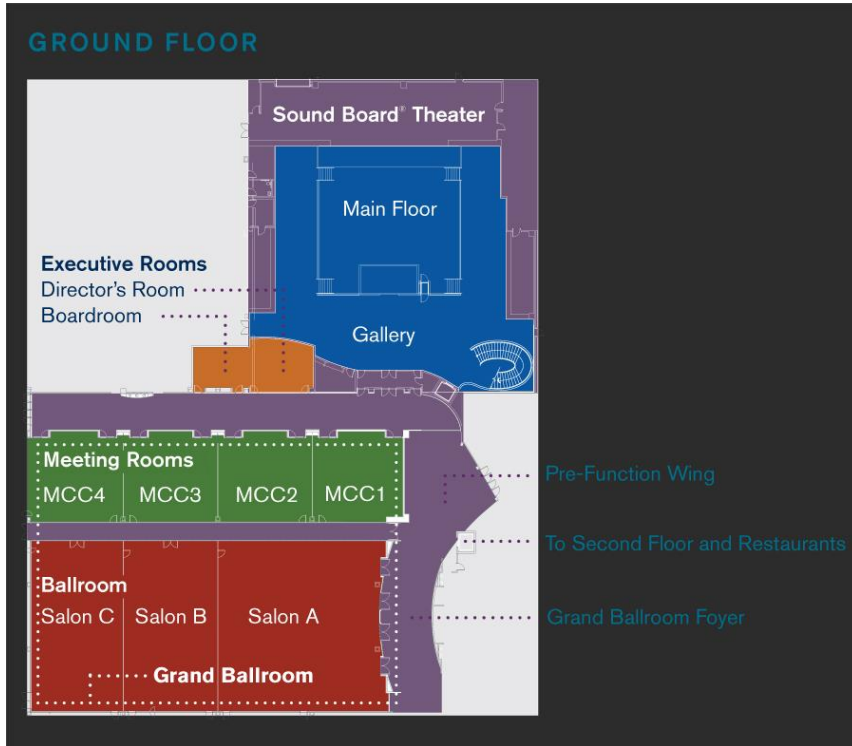 GROUND FLOOR
Sound Board® Theater
Main Floor
Executive Rooms
Director's Room
Boardroom
Gallery
Meeting Rooms
MCC4
MCC3
MCC2
MCC1
Pre-Function Wing
To Second Floor and Restaurants
Ballroom
Salon C
Salon B
Salon A
Grand Ballroom Foyer
Grand Ballroom